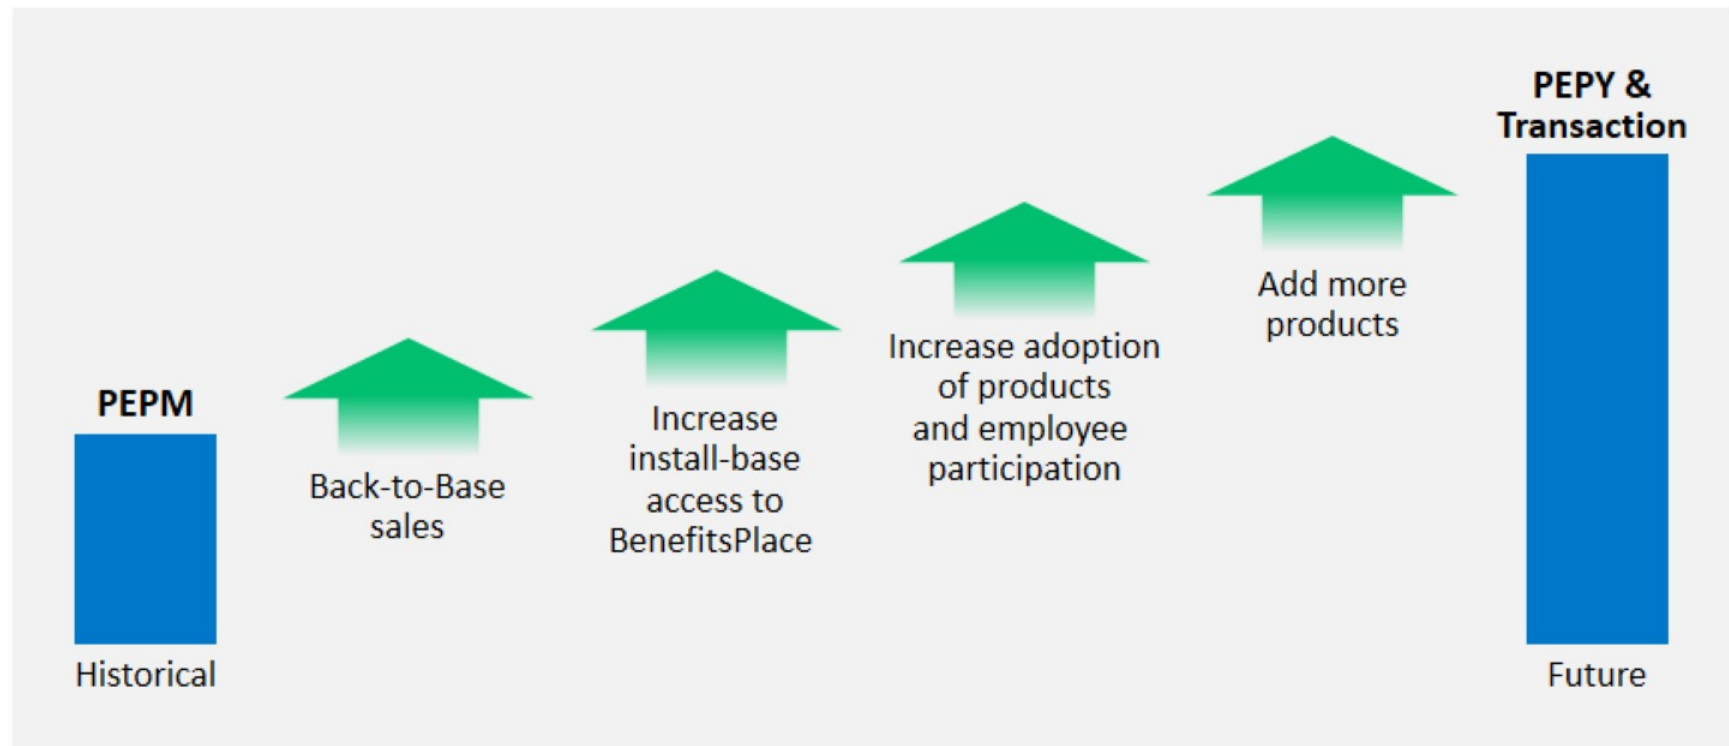 PEPM
Historical
Back-to-Base
sales
Increase
install-base
access to
BenefitsPlace
Increase adoption
of products
and employee
participation
Add more
products
PEPY &
Transaction
Future